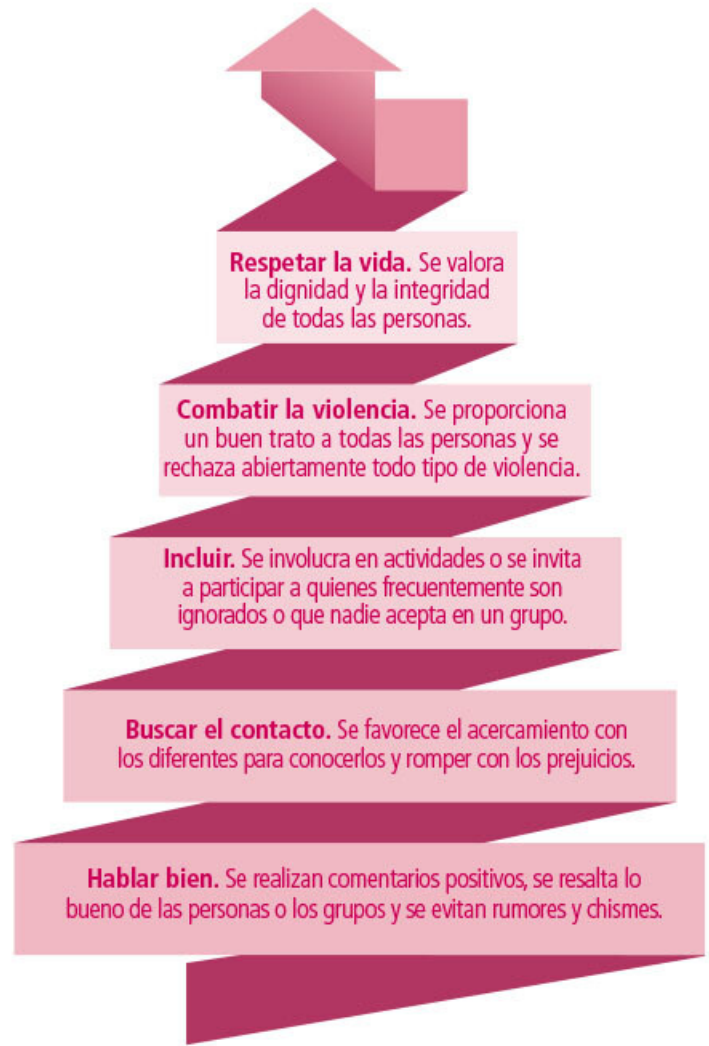 Respetar la vida. Se valora
la dignidad y la integridad
de todas las personas.
Combatir la violencia. Se proporciona
un buen trato a todas las personas y se
rechaza abiertamente todo tipo de violencia.
Incluir. Se involucra en actividades o se invita
a participar a quienes frecuentemente son
ignorados o que nadie acepta en un grupo.
Buscar el contacto. Se favorece el acercamiento con
los diferentes para conocerlos y romper con los prejuicios.
Hablar bien. Se realizan comentarios positivos, se resalta lo
bueno de las personas o los grupos y se evitan rumores y chismes.